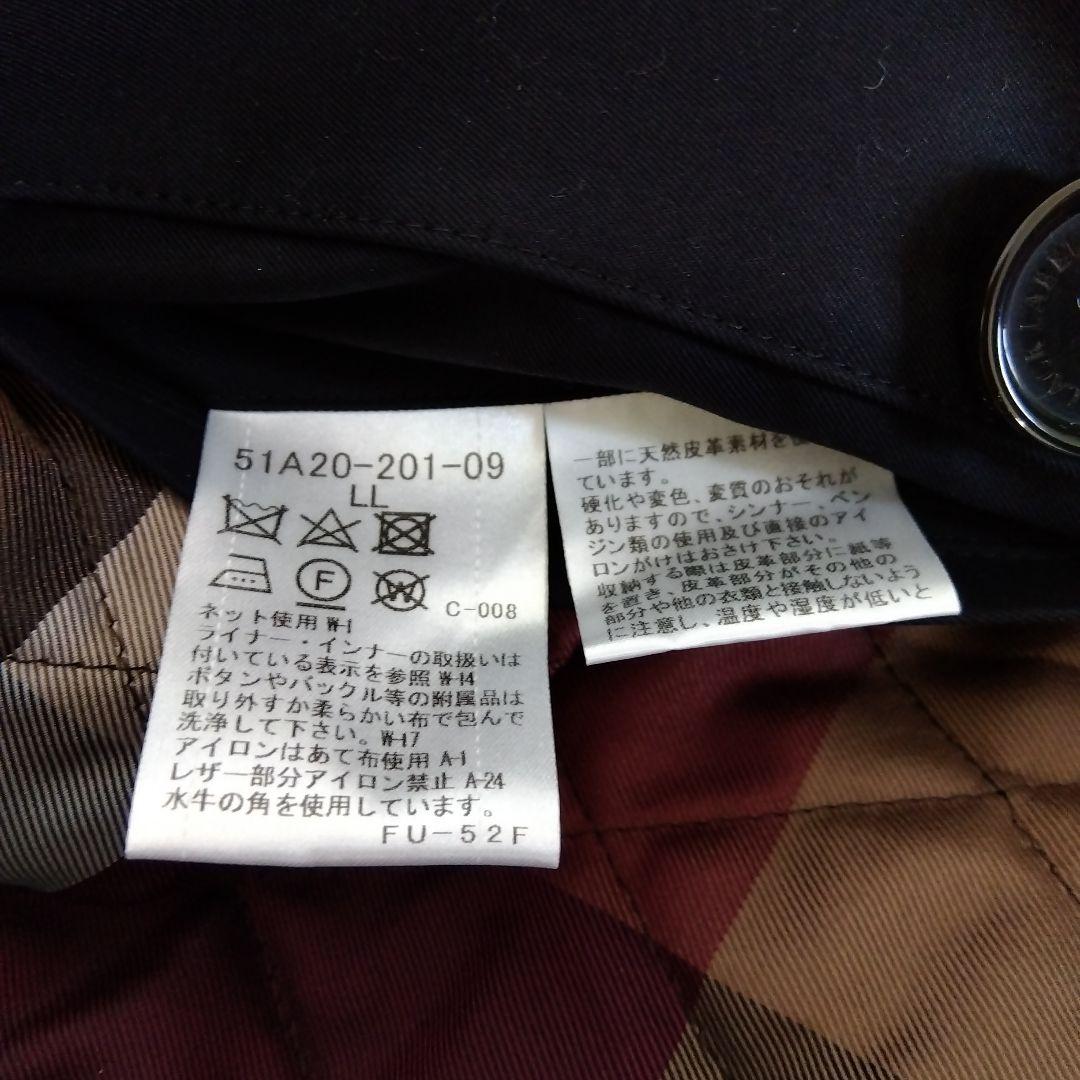 51A20-201-09
LL
F
W
C-008
ネット使用 W-1
ライナー・インナーの取扱いは
付いている表示を参照 W-14
ボタンやバックル等の附属品は
取り外すか柔らかい布で包んで
洗浄して下さい。W-17
アイロンはあて布使用 A-1
レザー部分アイロン禁止 A-24
水牛の角を使用しています。
FU-52F
一部に天然皮革素材を
ています。
硬化や変色、変質のおそれが
ありますので、シンナー、ベン
ジン類の使用及び直接のアイ
ロンがけはおさけ下さい。
収納する際は皮革部分に紙等
を置き、皮革部分がその他の
部分や他の衣類と接触しないよう
に注意し、温度や湿度が低いと
LABEL